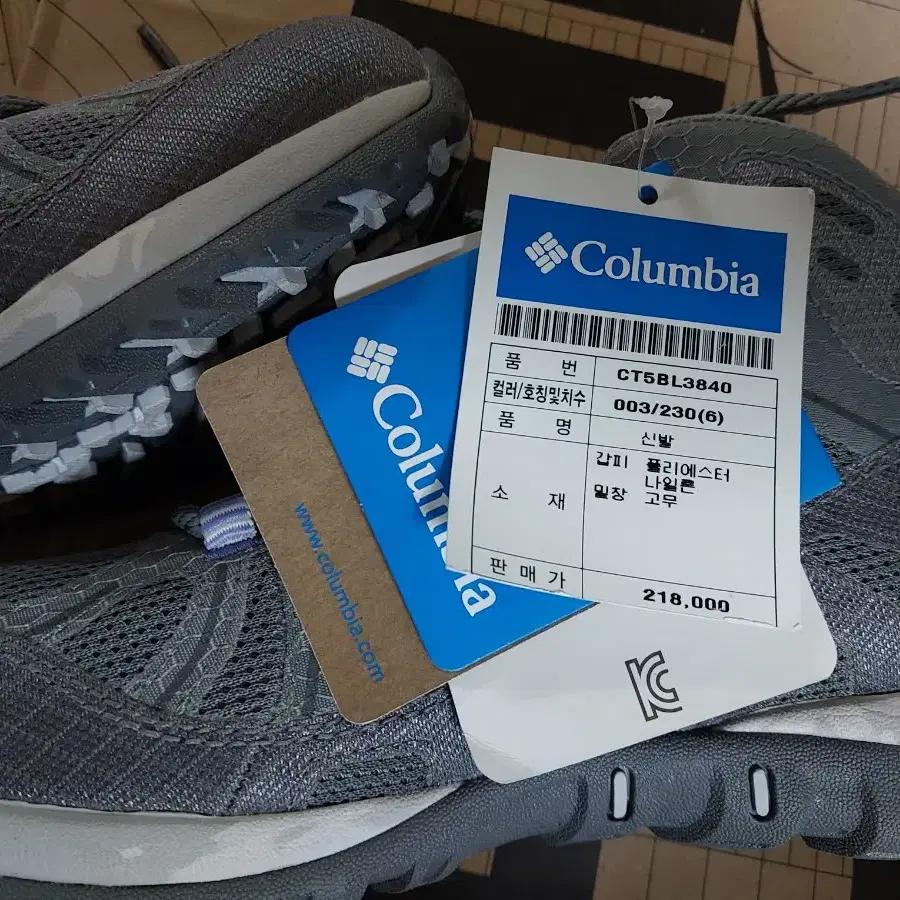 Columbia
품 번 CT5BL3840
컬러/호칭및치수 003/230(6)
품 명 신발
소 재 갑피 폴리에스터
나일론
밑창 고무
판 매 가 218,000
Columbia
www.columbia.com